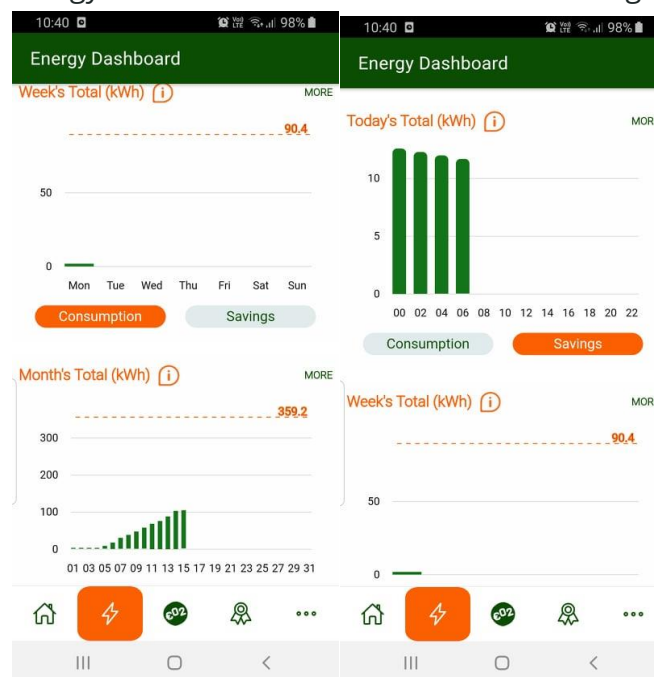 10:40 98%
Energy Dashboard
Week's Total (kWh) i MORE
90.4
50
0
Mon Tue Wed Thu Fri Sat Sun
Consumption Savings
Month's Total (kWh) i MORE
359.2
300
200
100
0
01 03 05 07 09 11 13 15 17 19 21 23 25 27 29 31
CO2
10:40 Vo) LTE 98%
Energy Dashboard
Today's Total (kWh) i MOR
10
5
0
00 02 04 06 08 10 12 14 16 18 20 22
Consumption Savings
Week's Total (kWh) i MOR
90.4
50
0
CO2